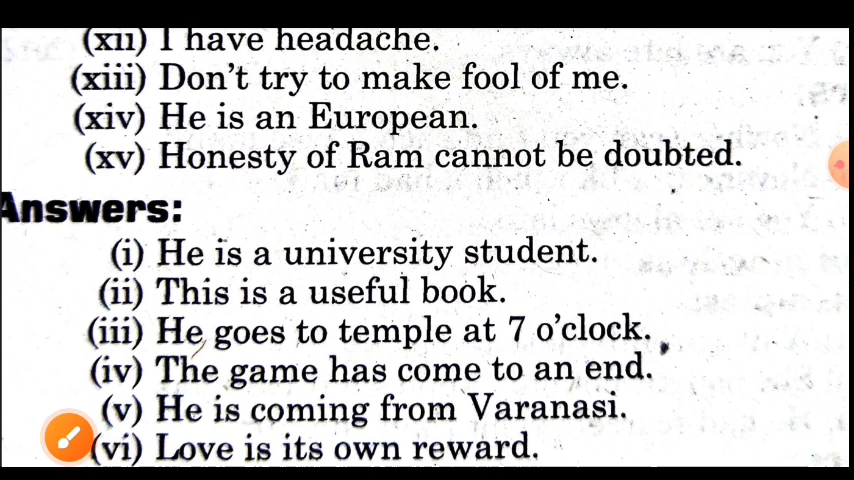 (xii) I have headache.
(xiii) Don't try to make fool of me.
(xiv) He is an European.
(xv) Honesty of Ram cannot be doubted.
Answers:
(i) He is a university student.
(ii) This is a useful book.
(iii) He goes to temple at 7 o'clock.
(iv) The game has come to an end.
(v) He is coming from Varanasi.
(vi) Love is its own reward.